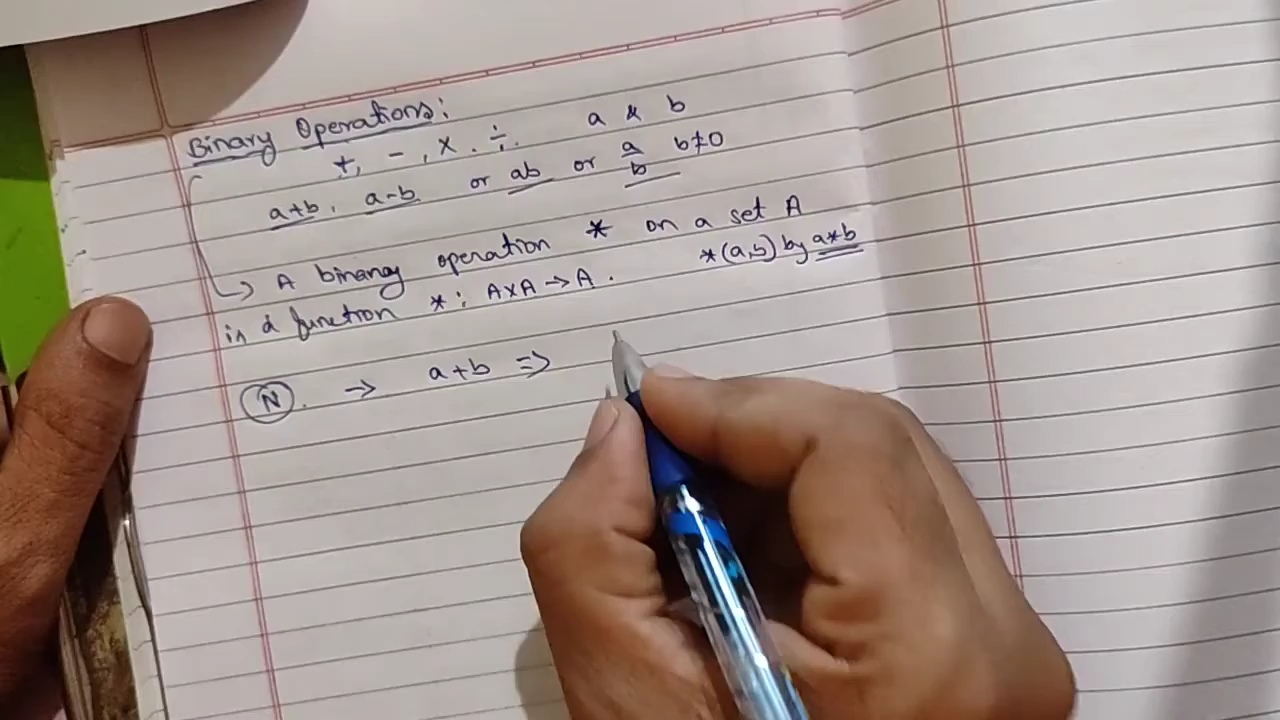 Binary Operations:
+, -, x. ÷. a & b
a+b, a-b or ab or a/b b≠0
→ A binary operation * on a set A
is a function *: AxA → A. *(a,b) by a*b
N. → a+b ⇒